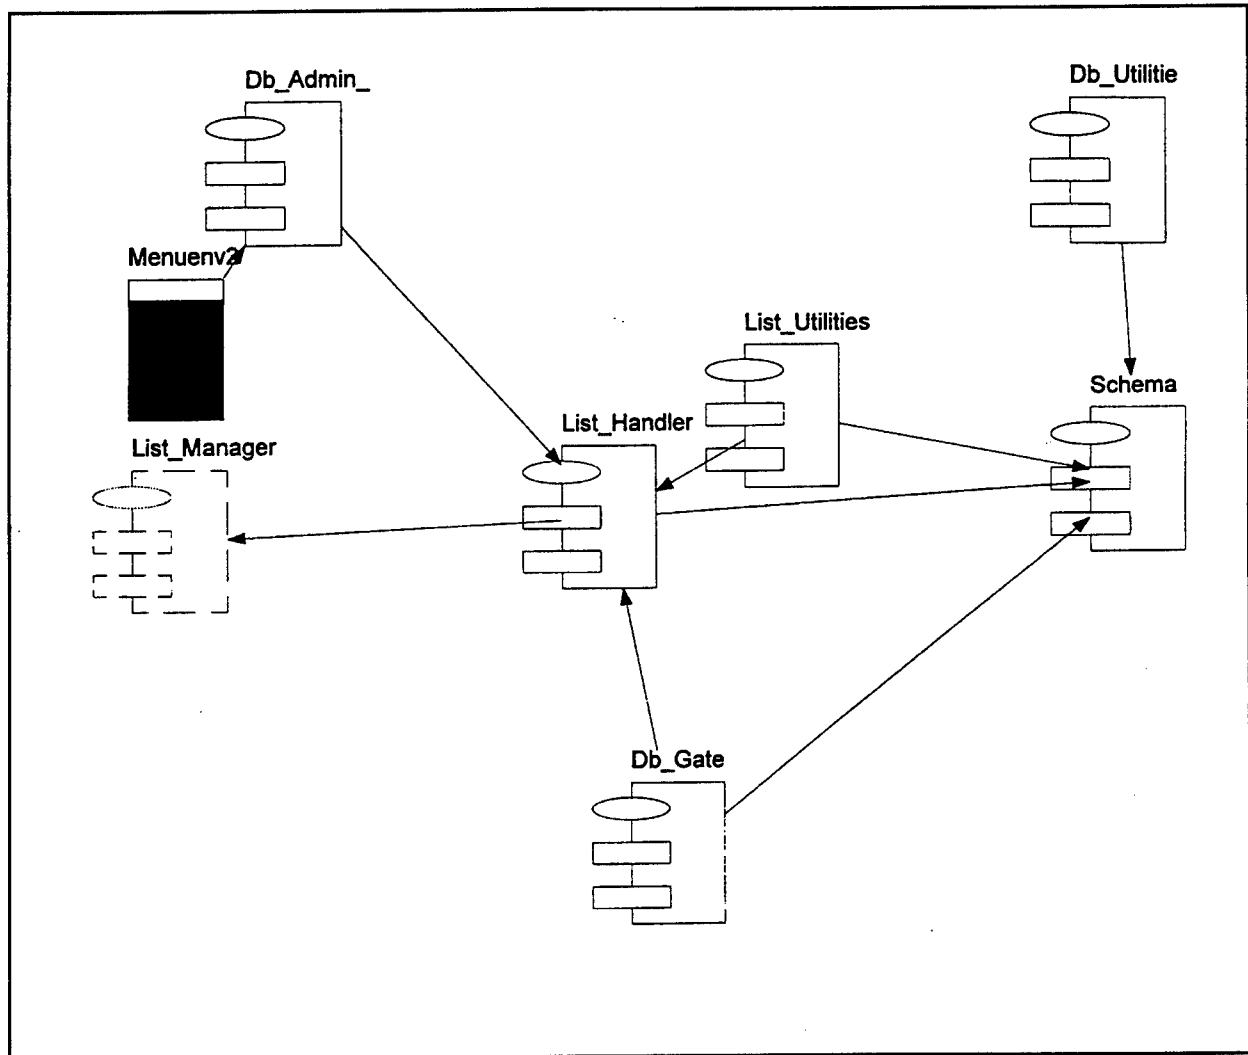 Db_Admin_
Db_Utilitie
Menuenv2
List_Utilities
Schema
List_Handler
List_Manager
Db_Gate